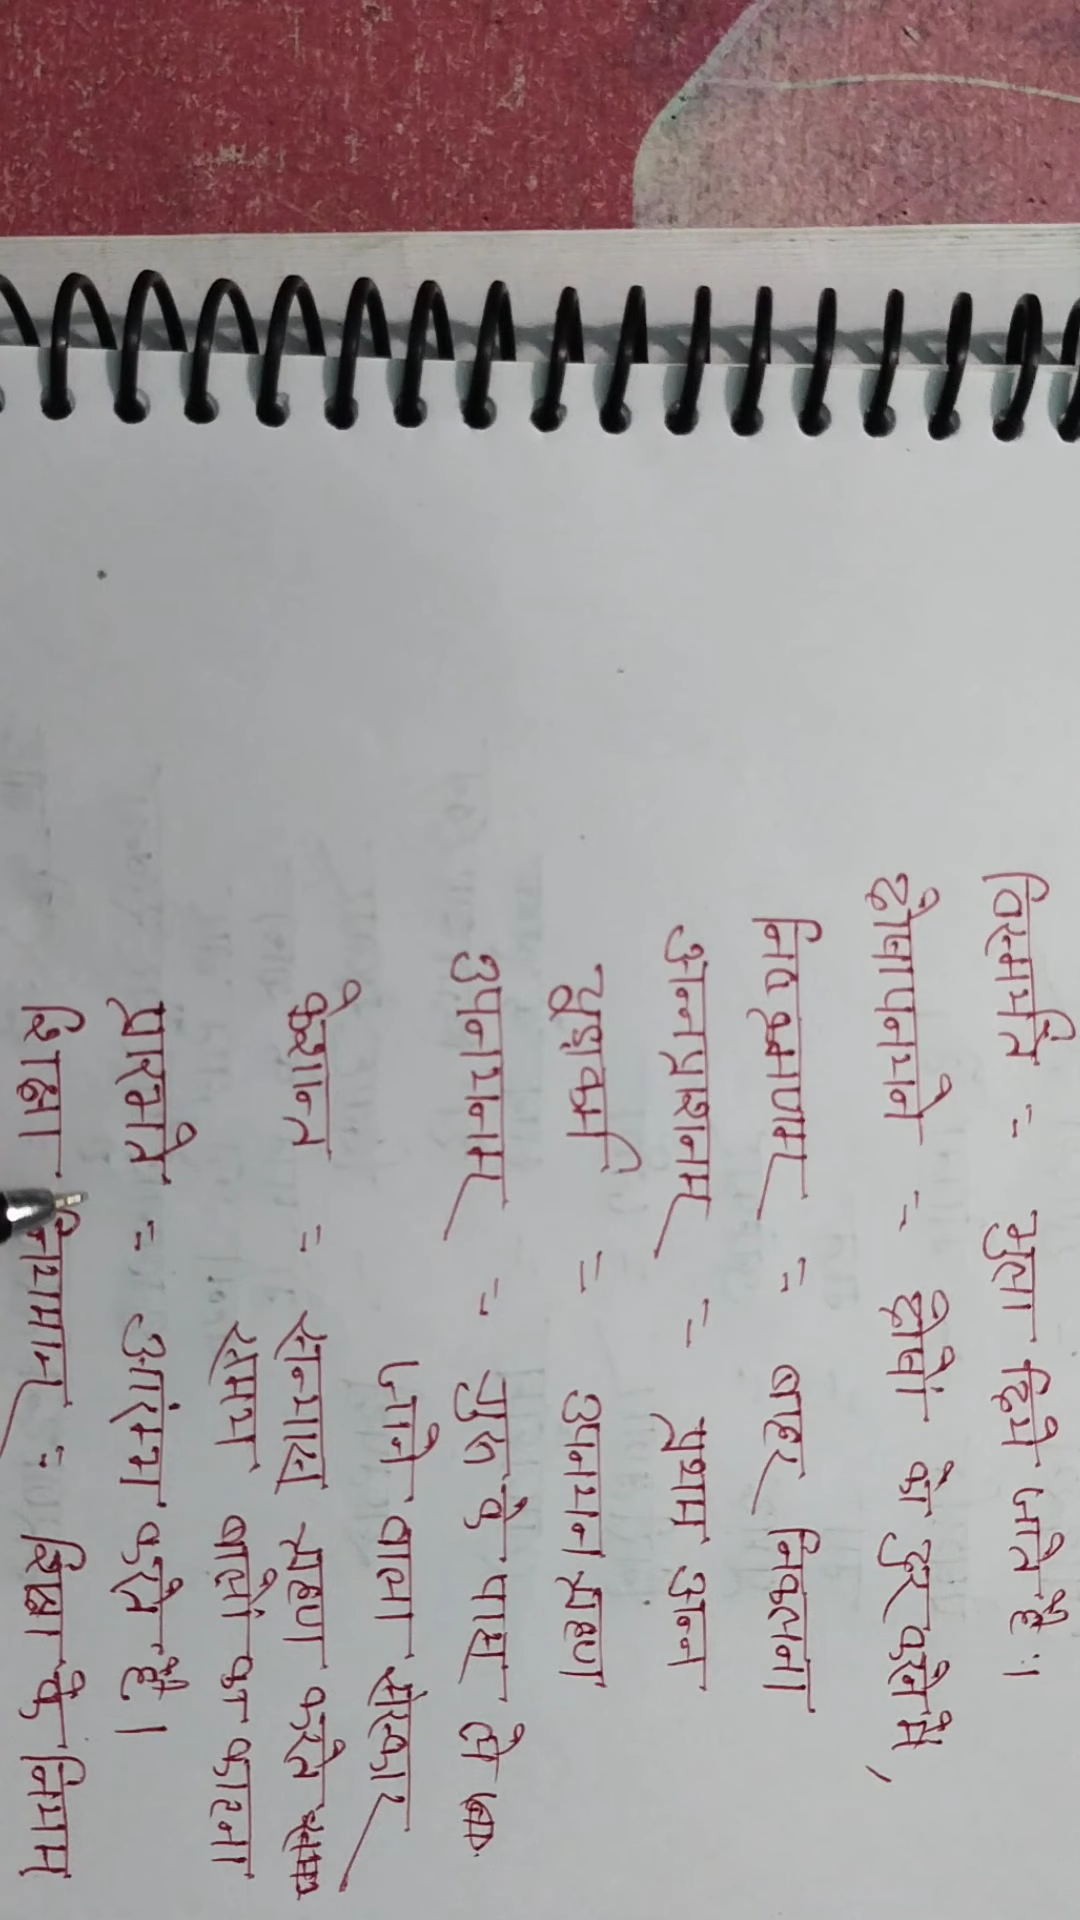 विस्मर्यते = भुला दिये जाते हैं।
दोषापनयने = दोषों को दुर करने में,
निष्क्रमणम् = बाहर निकलना
अन्नप्राशनम् = प्रथम अन्न
चुडाकर्म = उपनयन ग्रहण
उपनयनम् = गुरु के पास ले
जाने वाला संस्कार
केशान्त = सन्यास ग्रहण करते
समय बालों का काटना
प्रारभते = आरंभ करते हैं।
शिक्षा नियमान् = शिक्षा के नियाम